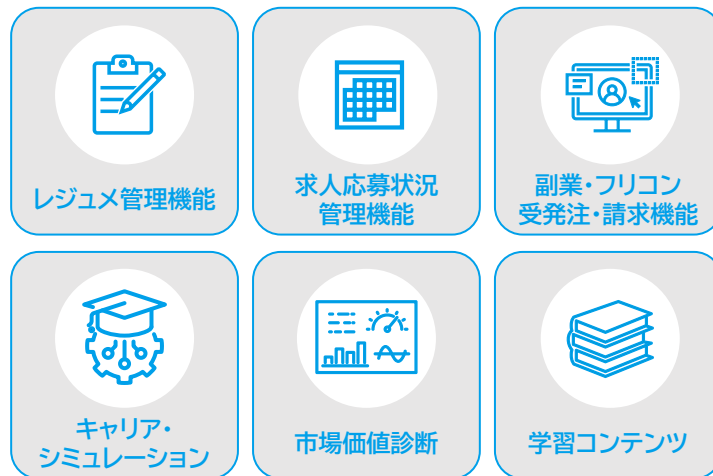 レジュメ管理機能
求人応募状況
管理機能
副業・フリコン
受発注・請求機能
キャリア・
シミュレーション
市場価値診断
学習コンテンツ